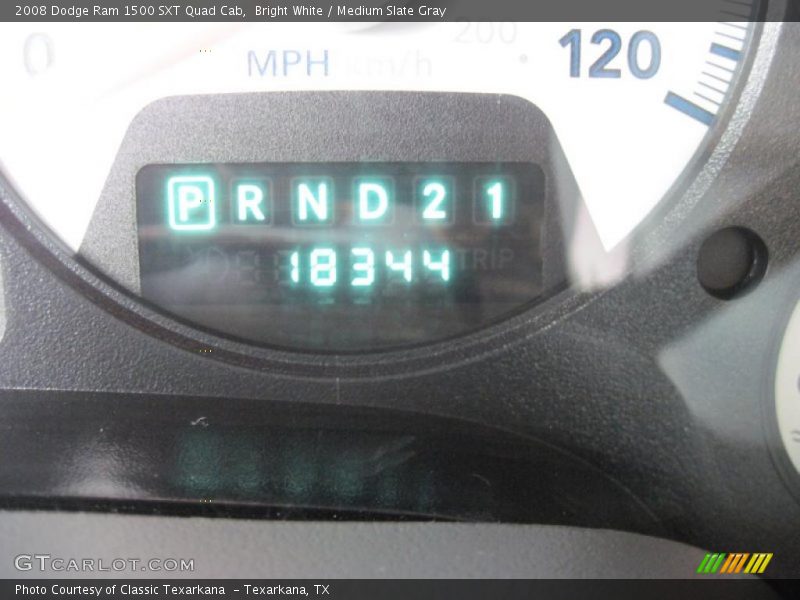 2008 Dodge Ram 1500 SXT Quad Cab,  Bright White / Medium Slate Gray
0 200
MPH km/h 120
P R N D 2 1
18344 TRIP
GTCARLOT.COM
Photo Courtesy of Classic Texarkana  - Texarkana, TX